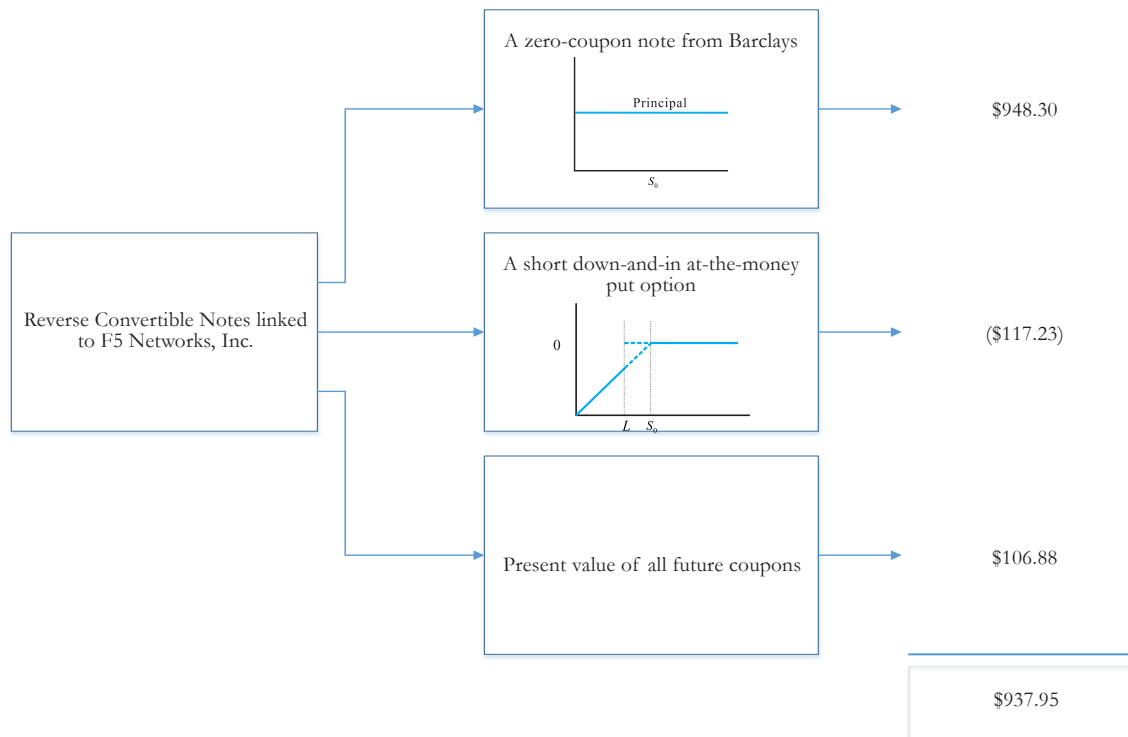 A zero-coupon note from Barclays
Principal
S₀
$948.30
Reverse Convertible Notes linked
to F5 Networks, Inc.
A short down-and-in at-the-money
put option
0
L S₀
($117.23)
Present value of all future coupons
$106.88
$937.95